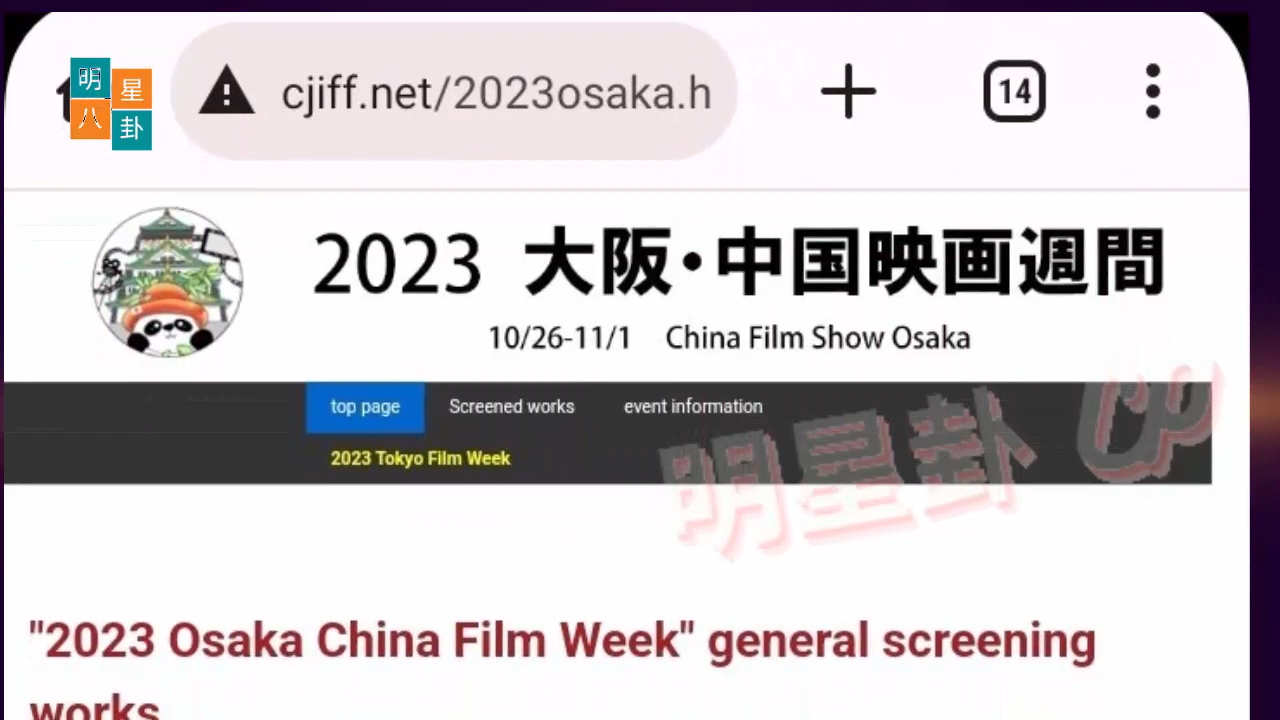 明星
八卦
cjiff.net/2023osaka.h
14
2023 大阪・中国映画週間
10/26-11/1 China Film Show Osaka
top page Screened works event information
2023 Tokyo Film Week
明星卦
"2023 Osaka China Film Week" general screening
works